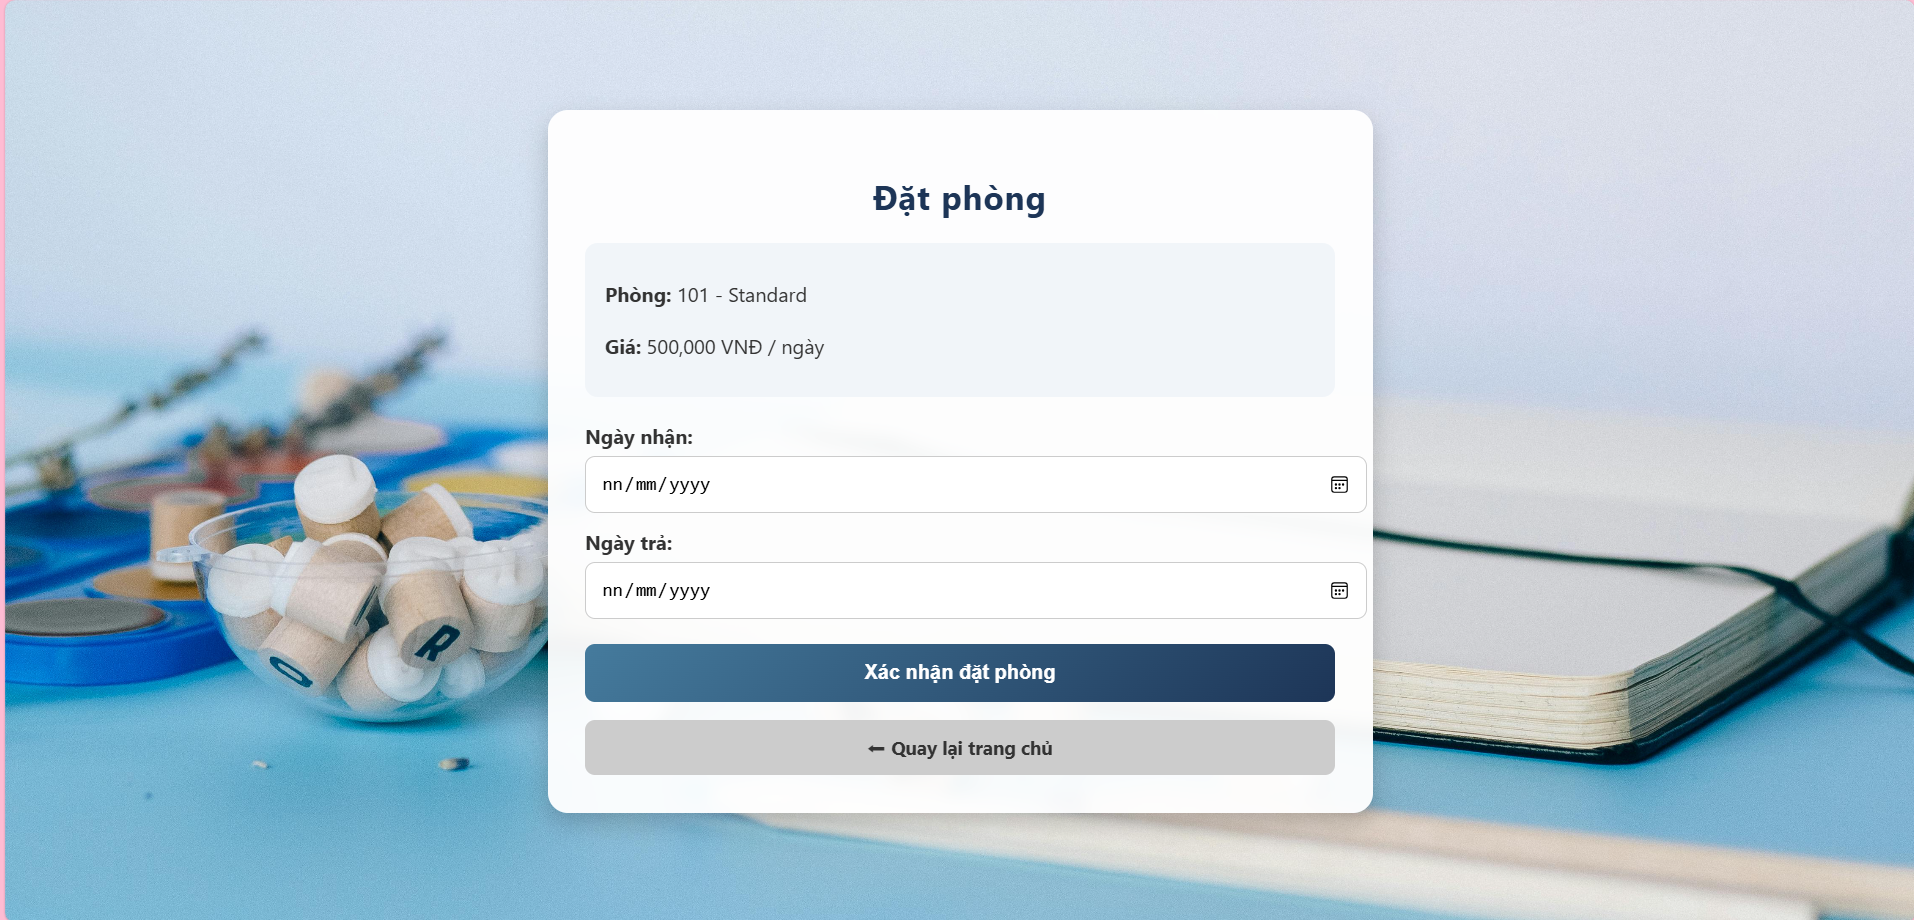 Đặt phòng
Phòng: 101 - Standard
Giá: 500,000 VNĐ / ngày
Ngày nhận:
nn/mm/yyyy
Ngày trả:
nn/mm/yyyy
Xác nhận đặt phòng
⬅ Quay lại trang chủ
R
O